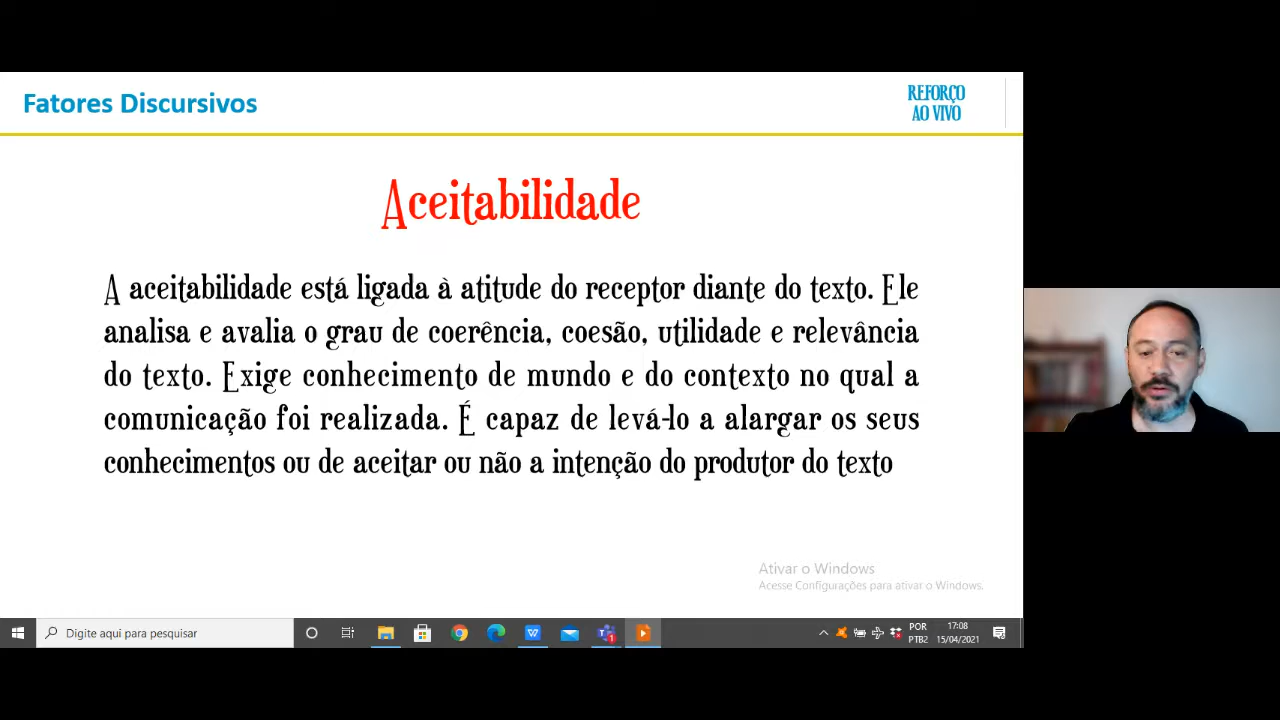 Fatores Discursivos
REFORÇO
AO VIVO
Aceitabilidade
A aceitabilidade está ligada à atitude do receptor diante do texto. Ele
analisa e avalia o grau de coerência, coesão, utilidade e relevância
do texto. Exige conhecimento de mundo e do contexto no qual a
comunicação foi realizada. É capaz de levá-lo a alargar os seus
conhecimentos ou de aceitar ou não a intenção do produtor do texto
Ativar o Windows
Acesse Configurações para ativar o Windows.
Digite aqui para pesquisar
POR
PTB2
17:08
15/04/2021